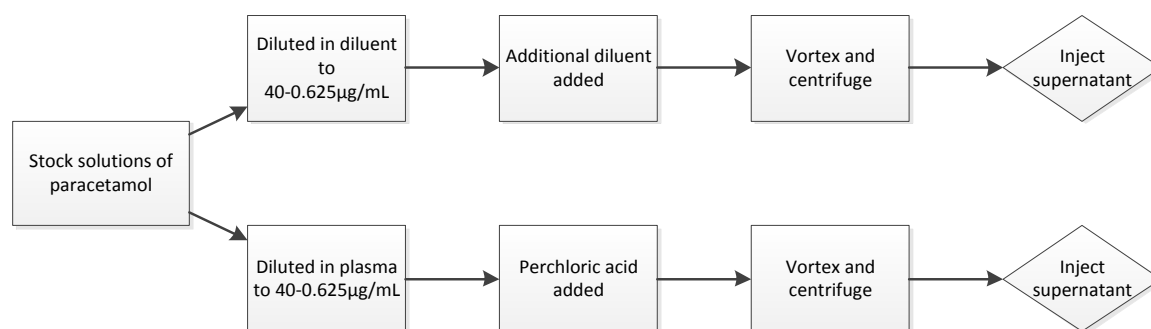 Stock solutions of
paracetamol
Diluted in diluent
to
40-0.625µg/mL
Additional diluent
added
Vortex and
centrifuge
Inject
supernatant
Diluted in plasma
to 40-0.625µg/mL
Perchloric acid
added
Vortex and
centrifuge
Inject
supernatant